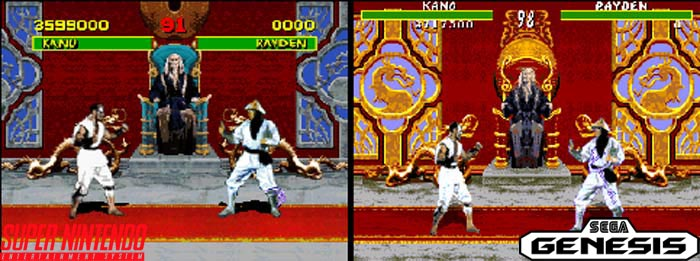 3599000 91 0000
KANO RAYDEN
SUPER NINTENDO
ENTERTAINMENT SYSTEM
KANO RAYDEN
98
SEGA
GENESIS